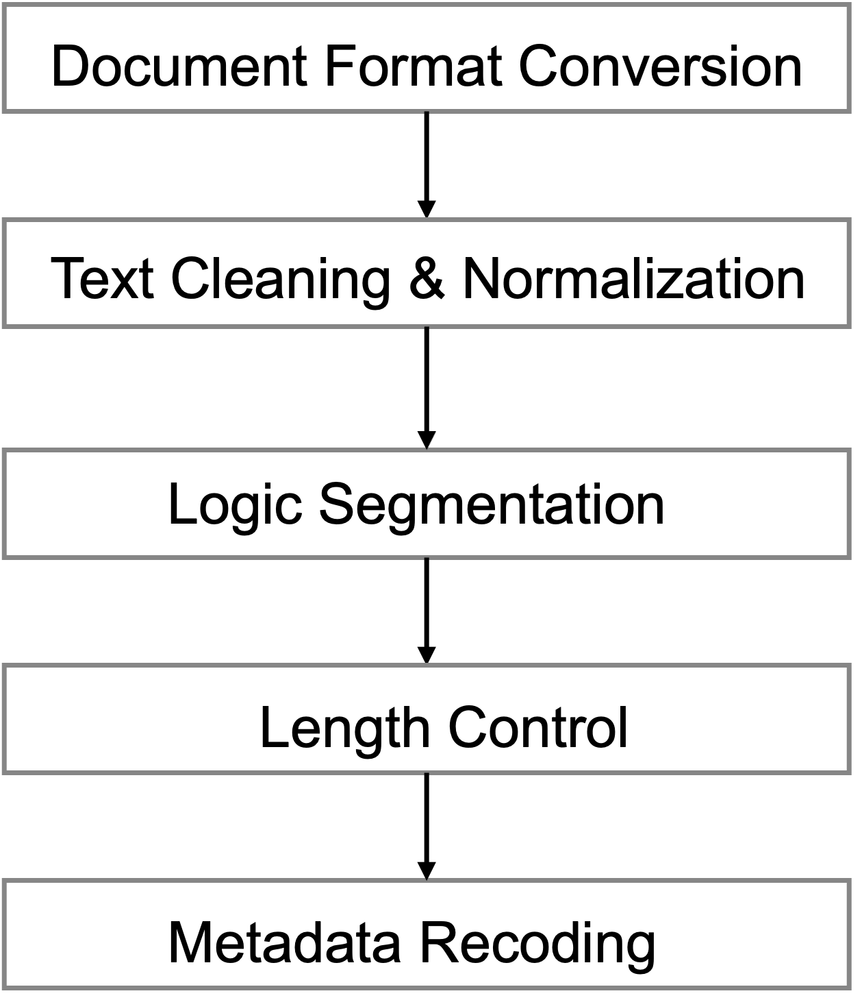 Document Format Conversion
Text Cleaning & Normalization
Logic Segmentation
Length Control
Metadata Recoding